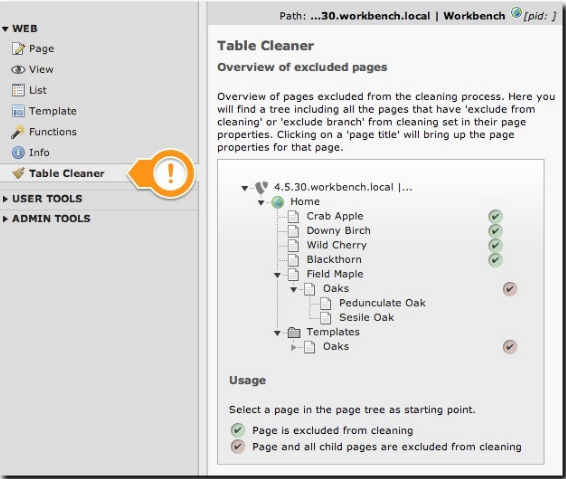 Path: ...30.workbench.local | Workbench [pid: ]
WEB
Page
View
List
Template
Functions
Info
Table Cleaner
!
USER TOOLS
ADMIN TOOLS
Table Cleaner
Overview of excluded pages
Overview of pages excluded from the cleaning process. Here you
will find a tree including all the pages that have 'exclude from
cleaning' or 'exclude branch' from cleaning set in their page
properties. Clicking on a 'page title' will bring up the page
properties for that page.
4.5.30.workbench.local |...
Home
Crab Apple
Downy Birch
Wild Cherry
Blackthorn
Field Maple
Oaks
Pedunculate Oak
Sesile Oak
Templates
Oaks
Usage
Select a page in the page tree as starting point.
Page is excluded from cleaning
Page and all child pages are excluded from cleaning